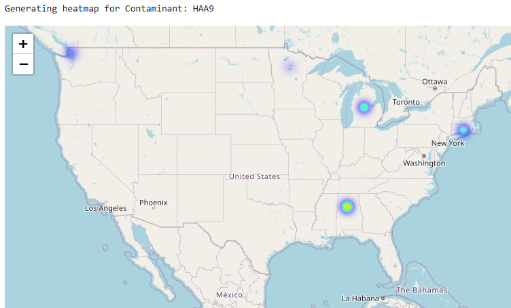 Generating heatmap for Contaminant: HAA9
+
−
Ottawa
Toronto
New York
Washington
United States
Los Angeles
Phoenix
México
La Habana
The Bahamas